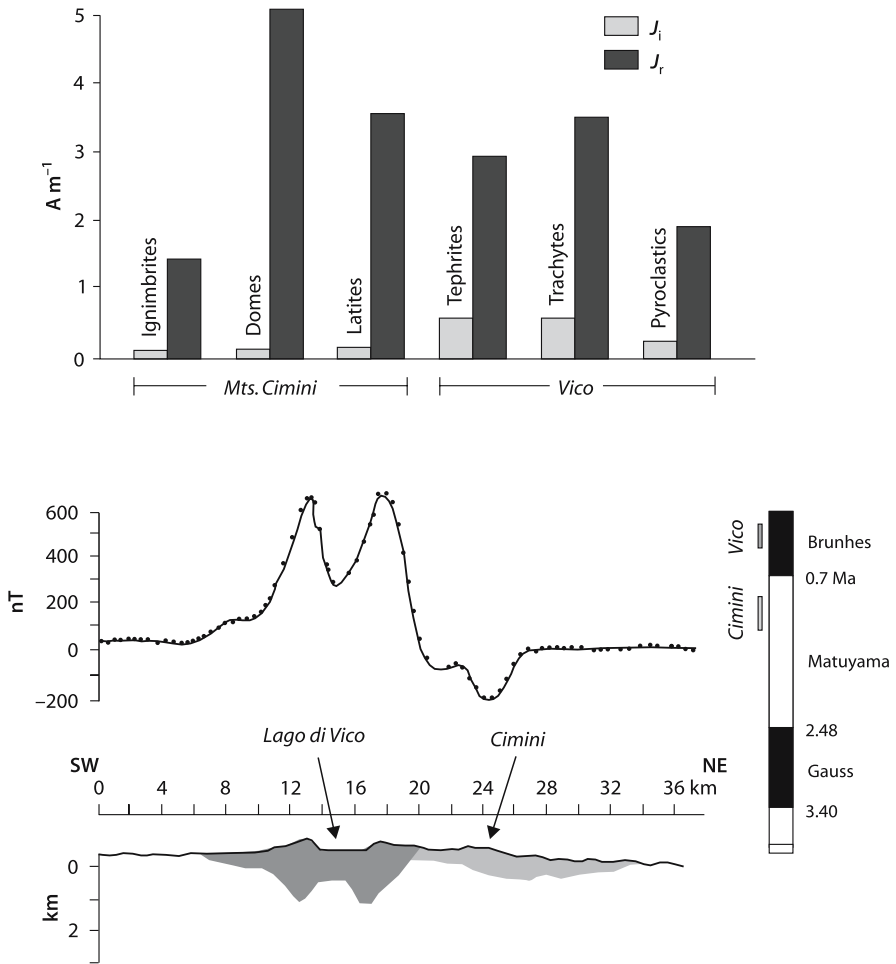 5
4
3
2
1
0
A m⁻¹
Jᵢ
Jᵣ
Ignimbrites
Domes
Latites
Tephrites
Trachytes
Pyroclastics
Mts. Cimini
Vico
600
400
200
0
−200
nT
Vico
Cimini
Brunhes
0.7 Ma
Matuyama
2.48
Gauss
3.40
Lago di Vico
Cimini
SW
NE
0 4 8 12 16 20 24 28 32 36 km
0
2
km